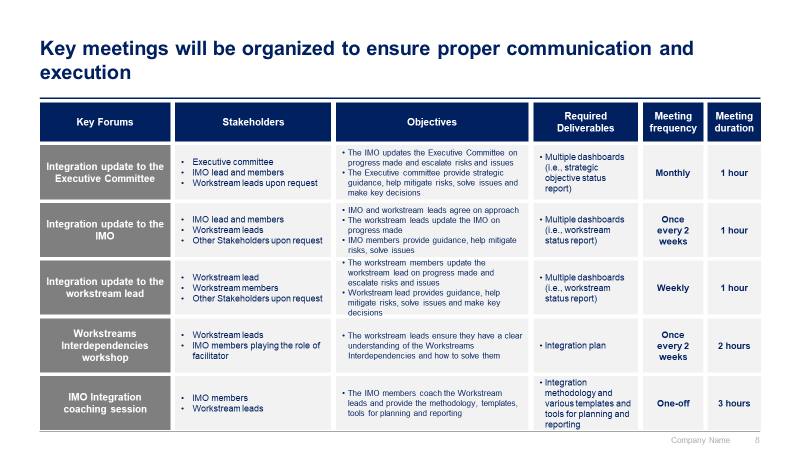 Key meetings will be organized to ensure proper communication and
execution
Key Forums
Stakeholders
Objectives
Required
Deliverables
Meeting
frequency
Meeting
duration
Integration update to the
Executive Committee
• Executive committee
• IMO lead and members
• Workstream leads upon request
• The IMO updates the Executive Committee on
progress made and escalate risks and issues
• The Executive committee provide strategic
guidance, help mitigate risks, solve issues and
make key decisions
• Multiple dashboards
(i.e., strategic
objective status
report)
Monthly
1 hour
Integration update to the
IMO
• IMO lead and members
• Workstream leads
• Other Stakeholders upon request
• IMO and workstream leads agree on approach
• The workstream leads update the IMO on
progress made
• IMO members provide guidance, help mitigate
risks, solve issues
• Multiple dashboards
(i.e., workstream
status report)
Once
every 2
weeks
1 hour
Integration update to the
workstream lead
• Workstream lead
• Workstream members
• Other Stakeholders upon request
• The workstream members update the
workstream lead on progress made and
escalate risks and issues
• Workstream lead provides guidance, help
mitigate risks, solve issues and make key
decisions
• Multiple dashboards
(i.e., workstream
status report)
Weekly
1 hour
Workstreams
Interdependencies
workshop
• Workstream leads
• IMO members playing the role of
facilitator
• The workstream leads ensure they have a clear
understanding of the Workstreams
Interdependencies and how to solve them
• Integration plan
Once
every 2
weeks
2 hours
IMO Integration
coaching session
• IMO members
• Workstream leads
• The IMO members coach the Workstream
leads and provide the methodology, templates,
tools for planning and reporting
• Integration
methodology and
various templates and
tools for planning and
reporting
One-off
3 hours
Company Name
8